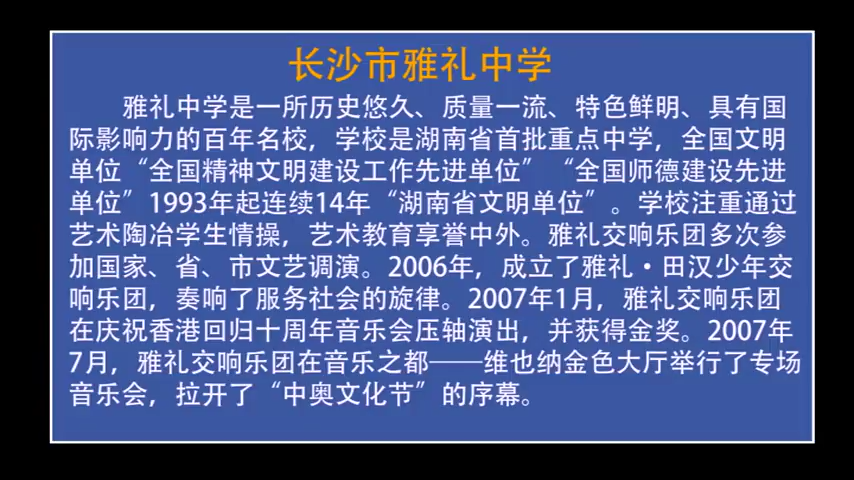 长沙市雅礼中学
雅礼中学是一所历史悠久、质量一流、特色鲜明、具有国
际影响力的百年名校，学校是湖南省首批重点中学，全国文明
单位“全国精神文明建设工作先进单位”“全国师德建设先进
单位”1993年起连续14年“湖南省文明单位”。学校注重通过
艺术陶冶学生情操，艺术教育享誉中外。雅礼交响乐团多次参
加国家、省、市文艺调演。2006年，成立了雅礼·田汉少年交
响乐团，奏响了服务社会的旋律。2007年1月，雅礼交响乐团
在庆祝香港回归十周年音乐会压轴演出，并获得金奖。2007年
7月，雅礼交响乐团在音乐之都——维也纳金色大厅举行了专场
音乐会，拉开了“中奥文化节”的序幕。